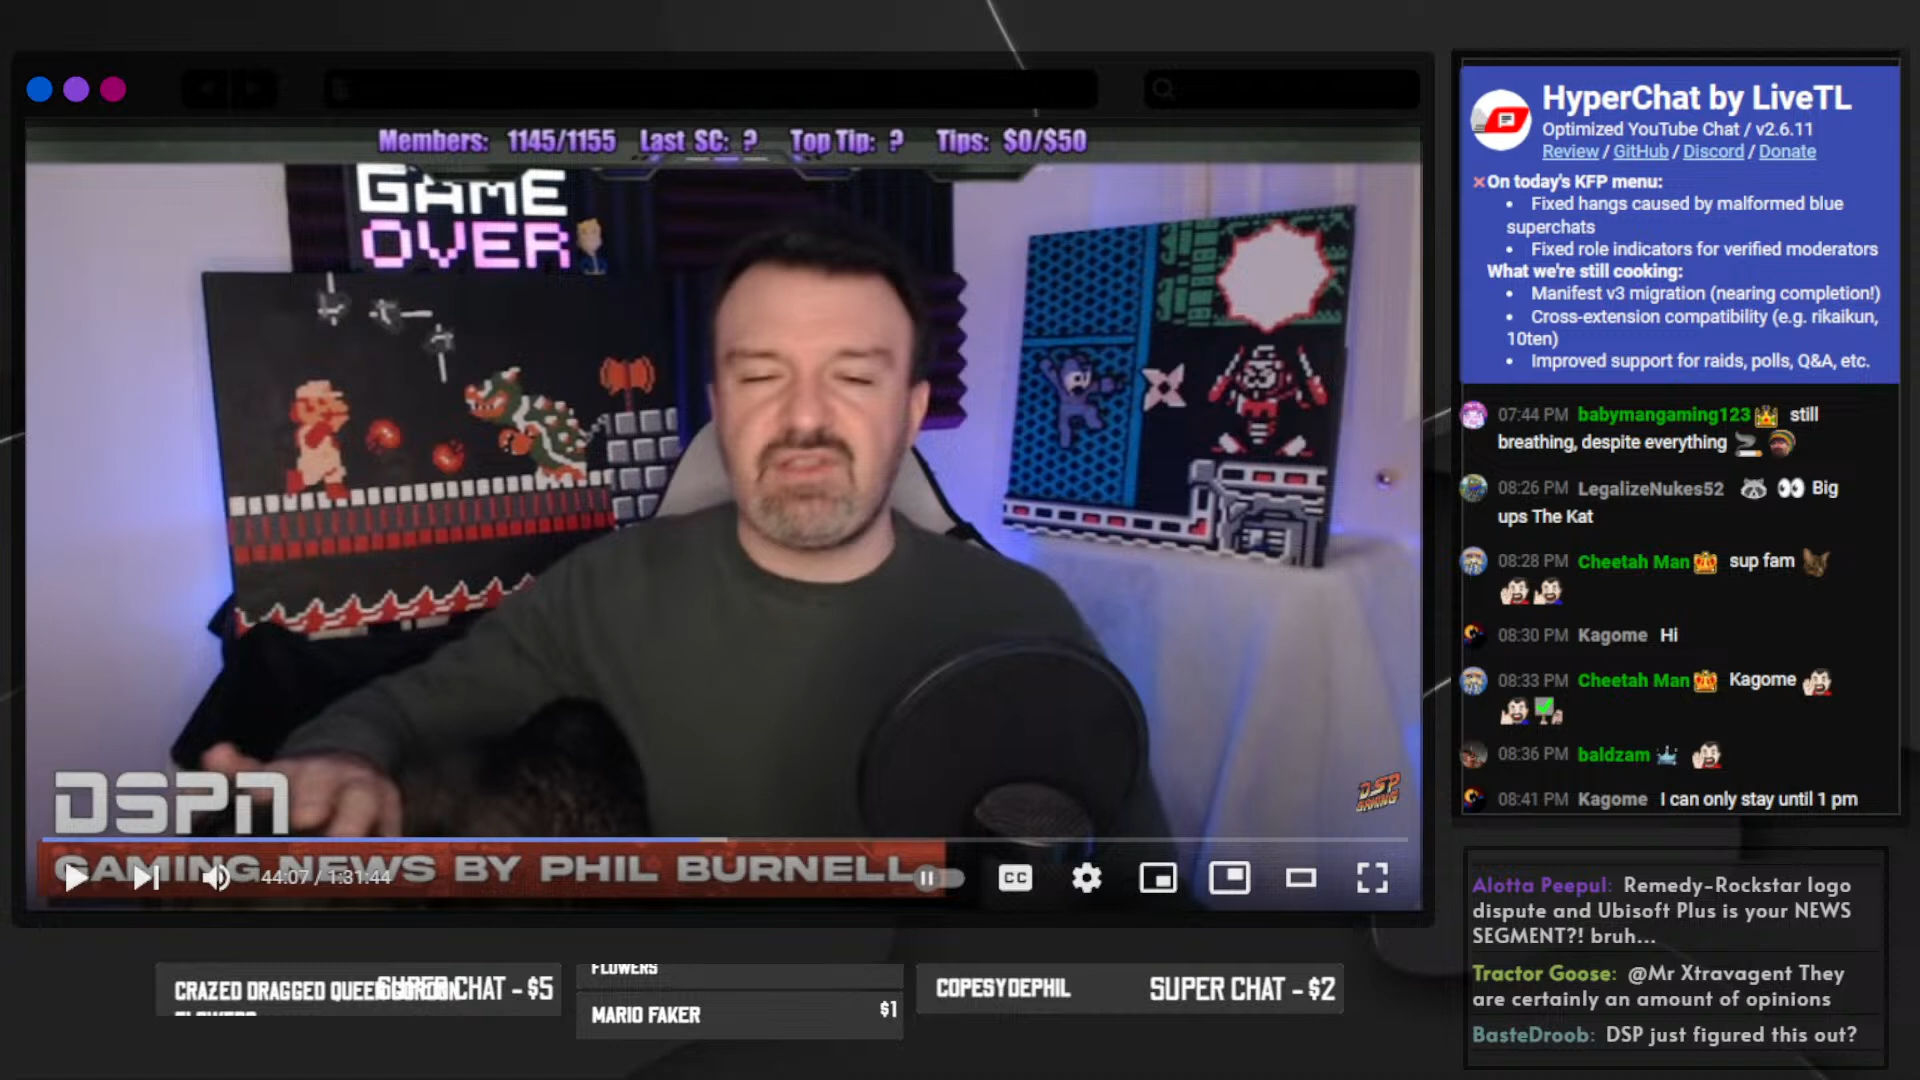 Members: 1145/1155 Last SC: ? Top Tip: ? Tips: $0/$50
GAME
OVER
DSPN
DSP
GAMING
GAMING NEWS BY PHIL BURNELL
44:07 / 1:31:44
CC
HyperChat by LiveTL
Optimized YouTube Chat / v2.6.11
Review / GitHub / Discord / Donate
On today's KFP menu:
• Fixed hangs caused by malformed blue
superchats
• Fixed role indicators for verified moderators
What we're still cooking:
• Manifest v3 migration (nearing completion!)
• Cross-extension compatibility (e.g. rikaikun,
10ten)
• Improved support for raids, polls, Q&A, etc.
07:44 PM babymangaming123 still
breathing, despite everything
08:26 PM LegalizeNukes52 Big
ups The Kat
08:28 PM Cheetah Man sup fam
08:30 PM Kagome Hi
08:33 PM Cheetah Man Kagome
08:36 PM baldzam
08:41 PM Kagome I can only stay until 1 pm
Alotta Peepul: Remedy-Rockstar logo
dispute and Ubisoft Plus is your NEWS
SEGMENT?! bruh...
Tractor Goose: @Mr Xtravagent They
are certainly an amount of opinions
BasteDroob: DSP just figured this out?
CRAZED DRAGGED QUEEN SUPER CHAT - $5
FLOWERS
MARIO FAKER $1
COPESYDEPHIL SUPER CHAT - $2